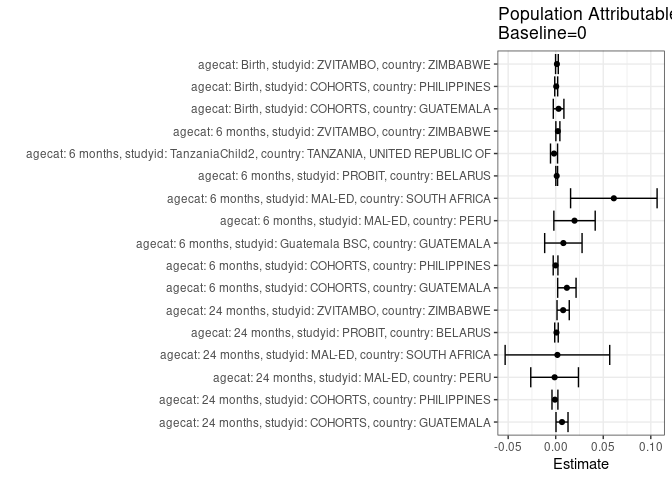 Population Attributable
Baseline=0
agecat: Birth, studyid: ZVITAMBO, country: ZIMBABWE
agecat: Birth, studyid: COHORTS, country: PHILIPPINES
agecat: Birth, studyid: COHORTS, country: GUATEMALA
agecat: 6 months, studyid: ZVITAMBO, country: ZIMBABWE
agecat: 6 months, studyid: TanzaniaChild2, country: TANZANIA, UNITED REPUBLIC OF
agecat: 6 months, studyid: PROBIT, country: BELARUS
agecat: 6 months, studyid: MAL-ED, country: SOUTH AFRICA
agecat: 6 months, studyid: MAL-ED, country: PERU
agecat: 6 months, studyid: Guatemala BSC, country: GUATEMALA
agecat: 6 months, studyid: COHORTS, country: PHILIPPINES
agecat: 6 months, studyid: COHORTS, country: GUATEMALA
agecat: 24 months, studyid: ZVITAMBO, country: ZIMBABWE
agecat: 24 months, studyid: PROBIT, country: BELARUS
agecat: 24 months, studyid: MAL-ED, country: SOUTH AFRICA
agecat: 24 months, studyid: MAL-ED, country: PERU
agecat: 24 months, studyid: COHORTS, country: PHILIPPINES
agecat: 24 months, studyid: COHORTS, country: GUATEMALA
-0.05 0.00 0.05 0.10
Estimate